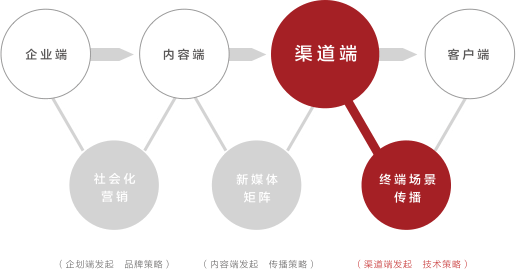 企业端
内容端
渠道端
客户端
社会化
营销
新媒体
矩阵
终端场景
传播
（企划端发起　品牌策略）
（内容端发起　传播策略）
（渠道端发起　技术策略）